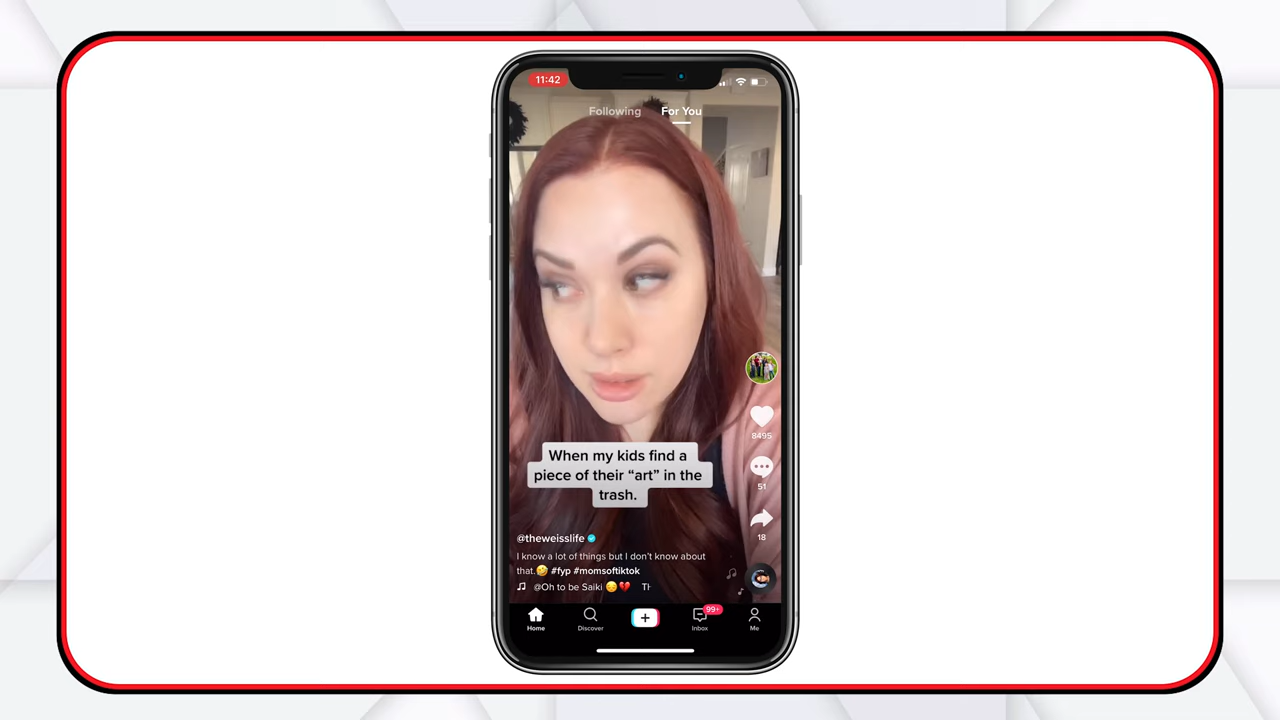 11:42
Following For You
8495
When my kids find a
piece of their “art” in the
trash.
51
@theweisslife
18
I know a lot of things but I don’t know about
that.🤣 #fyp #momsoftiktok
@Oh to be Saiki 😔💔 Th
99+
Home Discover Inbox Me